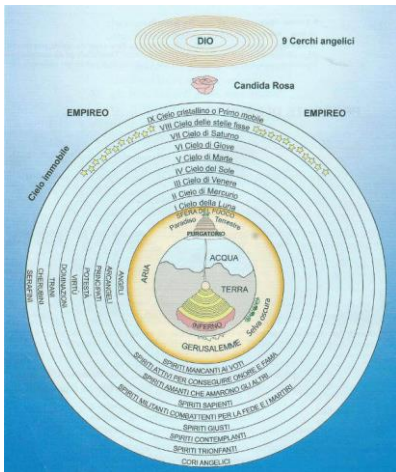 DIO
9 Cerchi angelici
Candida Rosa
EMPIREO
EMPIREO
Cielo immobile
IX Cielo cristallino o Primo mobile
VIII Cielo delle stelle fisse
VII Cielo di Saturno
VI Cielo di Giove
V Cielo di Marte
IV Cielo del Sole
III Cielo di Venere
II Cielo di Mercurio
I Cielo della Luna
SFERA DEL FUOCO
Paradiso Terrestre
PURGATORIO
ARIA
ACQUA
TERRA
INFERNO
Selva oscura
GERUSALEMME
SERAFINI
CHERUBINI
TRANI
DOMINAZIONI
VIRTÙ
POTESTÀ
PRINCIPATI
ARCANGELI
ANGELI
SPIRITI MANCANTI AI VOTI
SPIRITI ATTIVI PER CONSEGUIRE ONORE E FAMA
SPIRITI AMANTI CHE AMARONO GLI ALTRI
SPIRITI SAPIENTI
SPIRITI MILITANTI COMBATTENTI PER LA FEDE E I MARTIRI
SPIRITI GIUSTI
SPIRITI CONTEMPLANTI
SPIRITI TRIONFANTI
CORI ANGELICI